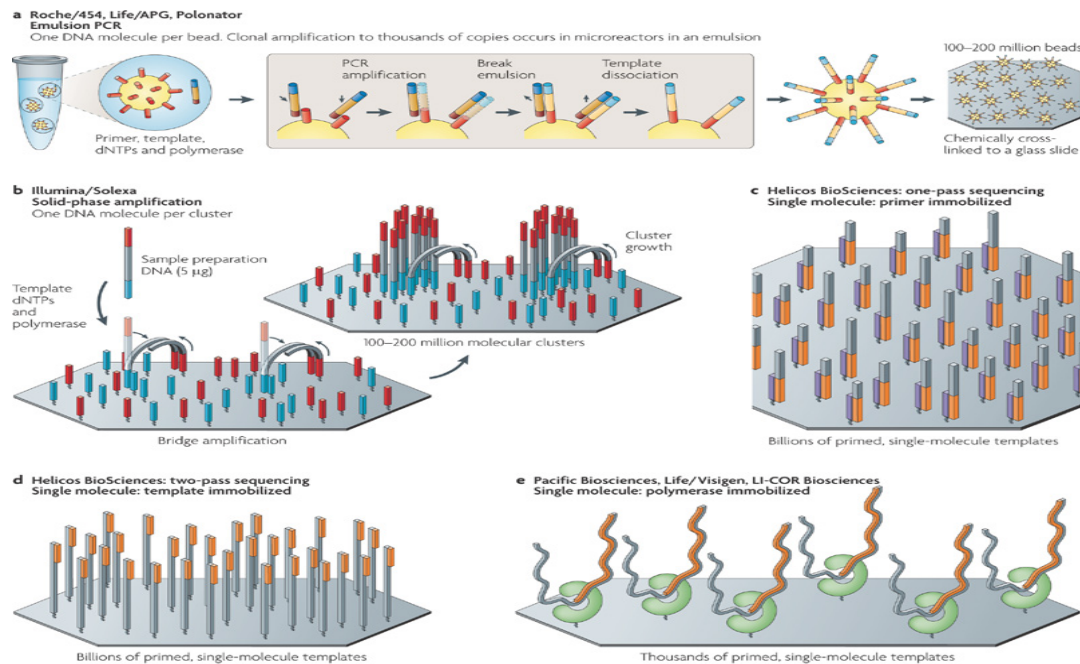 a Roche/454, Life/APG, Polonator
Emulsion PCR
One DNA molecule per bead. Clonal amplification to thousands of copies occurs in microreactors in an emulsion
PCR
amplification
Break
emulsion
Template
dissociation
100–200 million beads
Primer, template,
dNTPs and polymerase
Chemically cross-
linked to a glass slide
b Illumina/Solexa
Solid-phase amplification
One DNA molecule per cluster
Sample preparation
DNA (5 µg)
Template
dNTPs
and
polymerase
Cluster
growth
100–200 million molecular clusters
Bridge amplification
c Helicos BioSciences: one-pass sequencing
Single molecule: primer immobilized
Billions of primed, single-molecule templates
d Helicos BioSciences: two-pass sequencing
Single molecule: template immobilized
Billions of primed, single-molecule templates
e Pacific Biosciences, Life/Visigen, LI-COR Biosciences
Single molecule: polymerase immobilized
Thousands of primed, single-molecule templates